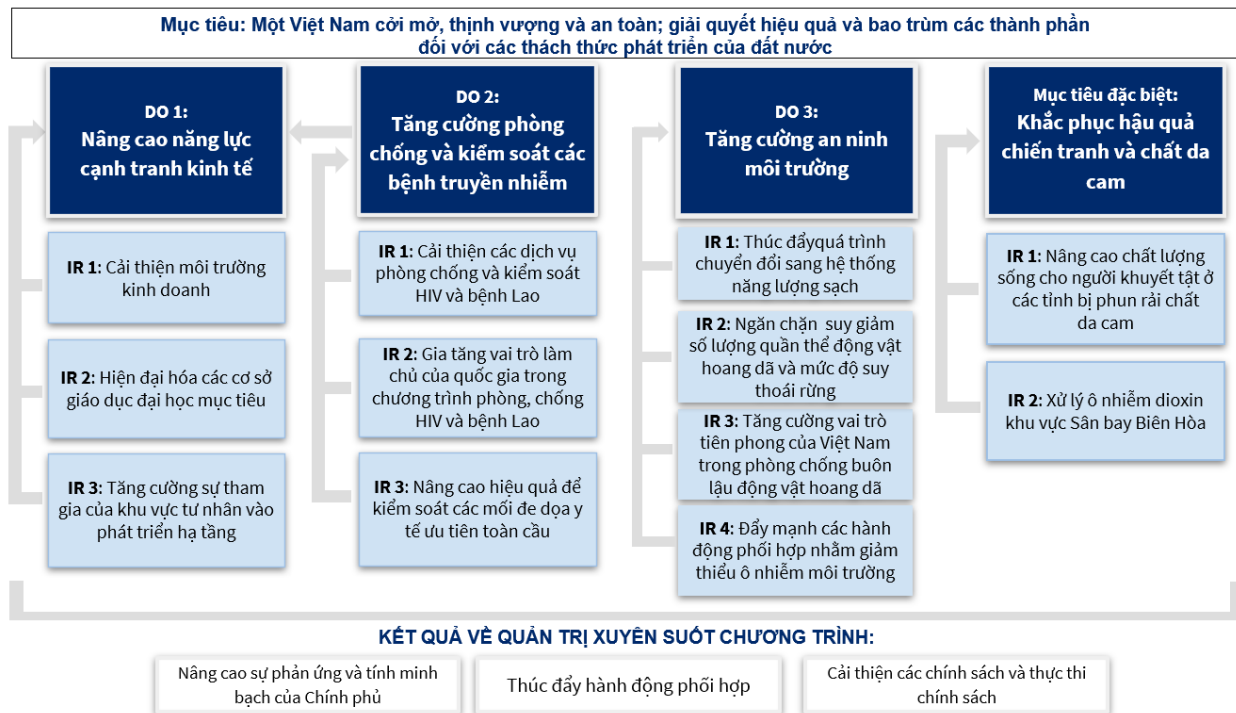 Mục tiêu: Một Việt Nam cởi mở, thịnh vượng và an toàn; giải quyết hiệu quả và bao trùm các thành phần
đối với các thách thức phát triển của đất nước
DO 1:
Nâng cao năng lực
cạnh tranh kinh tế
IR 1: Cải thiện môi trường
kinh doanh
IR 2: Hiện đại hóa các cơ sở
giáo dục đại học mục tiêu
IR 3: Tăng cường sự tham
gia của khu vực tư nhân vào
phát triển hạ tầng
DO 2:
Tăng cường phòng
chống và kiểm soát các
bệnh truyền nhiễm
IR 1: Cải thiện các dịch vụ
phòng chống và kiểm soát
HIV và bệnh Lao
IR 2: Gia tăng vai trò làm
chủ của quốc gia trong
chương trình phòng, chống
HIV và bệnh Lao
IR 3: Nâng cao hiệu quả để
kiểm soát các mối đe dọa y
tế ưu tiên toàn cầu
DO 3:
Tăng cường an ninh
môi trường
IR 1: Thúc đẩyquá trình
chuyển đổi sang hệ thống
năng lượng sạch
IR 2: Ngăn chặn suy giảm
số lượng quần thể động vật
hoang dã và mức độ suy
thoái rừng
IR 3: Tăng cường vai trò
tiên phong của Việt Nam
trong phòng chống buôn
lậu động vật hoang dã
IR 4: Đẩy mạnh các hành
động phối hợp nhằm giảm
thiểu ô nhiễm môi trường
Mục tiêu đặc biệt:
Khắc phục hậu quả
chiến tranh và chất da
cam
IR 1: Nâng cao chất lượng
sống cho người khuyết tật ở
các tỉnh bị phun rải chất
da cam
IR 2: Xử lý ô nhiễm dioxin
khu vực Sân bay Biên Hòa
KẾT QUẢ VỀ QUẢN TRỊ XUYÊN SUỐT CHƯƠNG TRÌNH:
Nâng cao sự phản ứng và tính minh
bạch của Chính phủ
Thúc đẩy hành động phối hợp
Cải thiện các chính sách và thực thi
chính sách